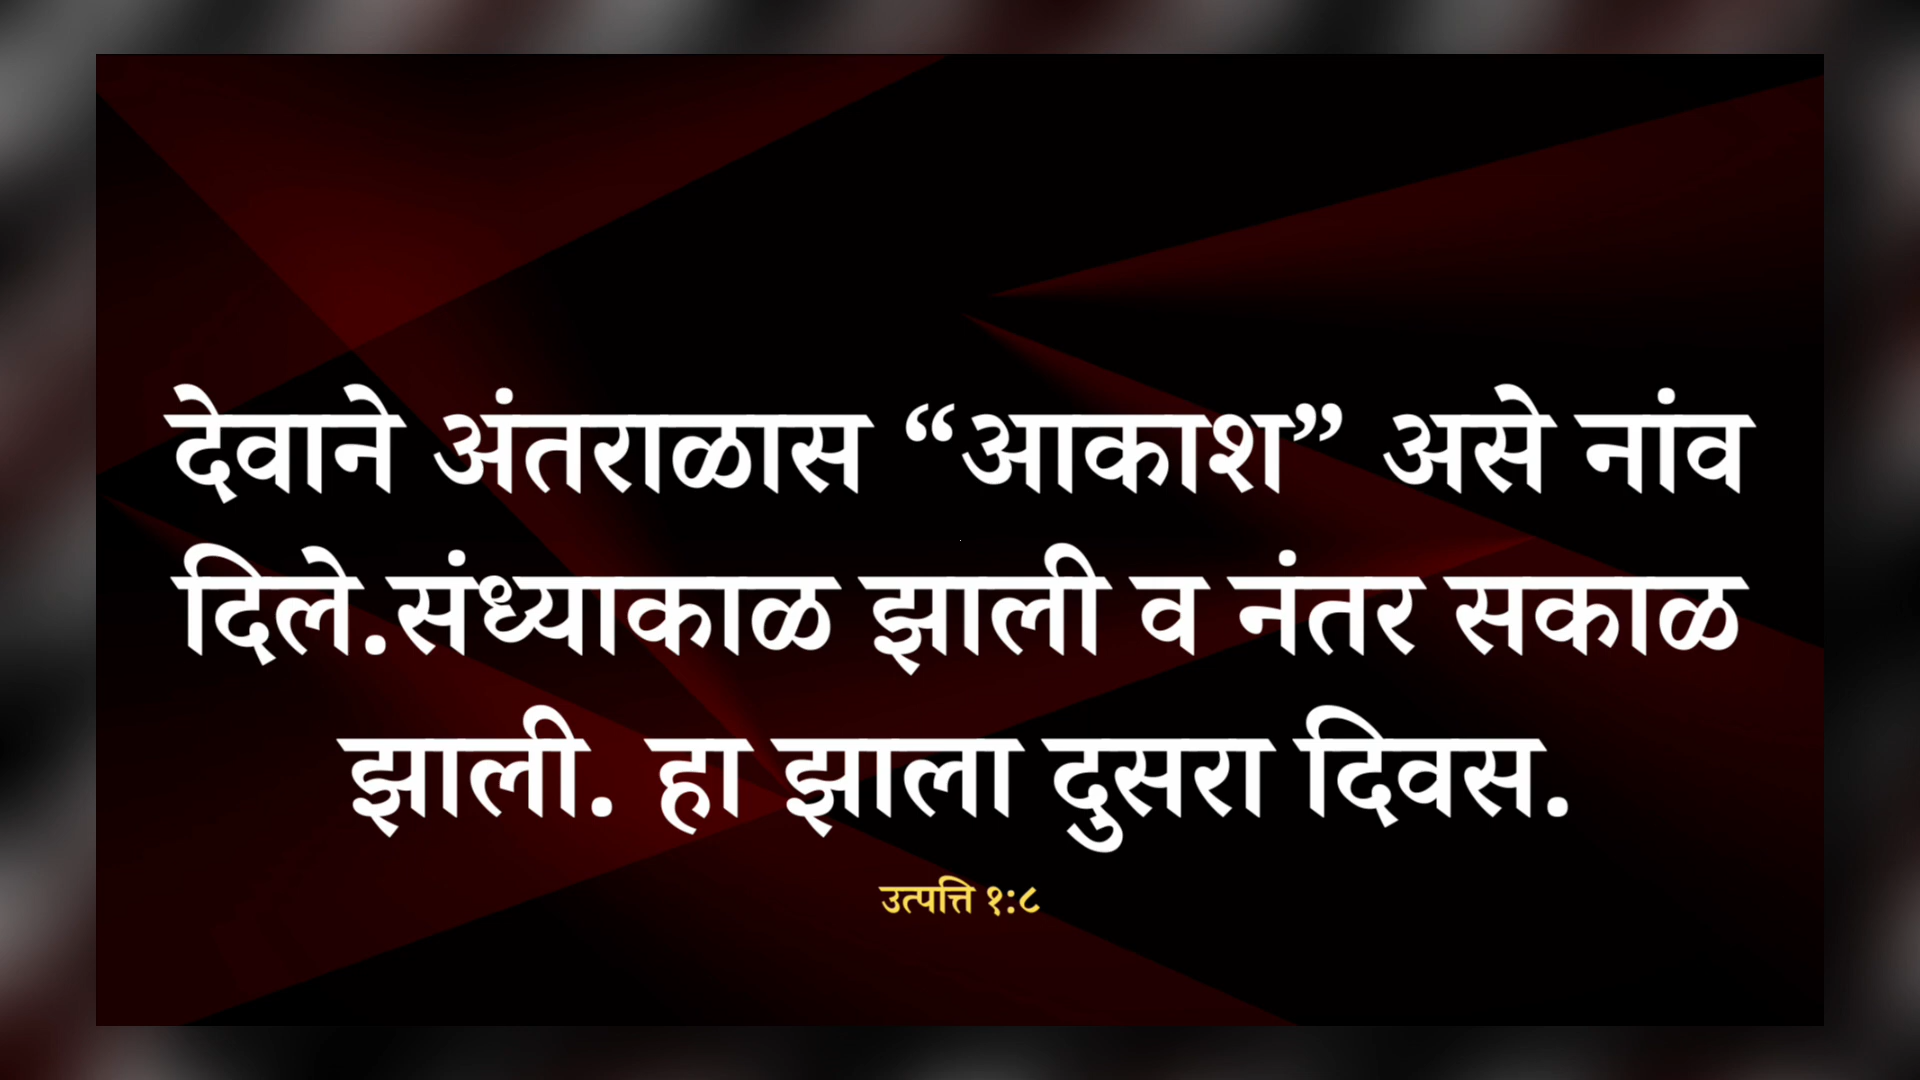 देवाने अंतराळास “आकाश” असे नांव
दिले.संध्याकाळ झाली व नंतर सकाळ
झाली. हा झाला दुसरा दिवस.
उत्पत्ति १:८